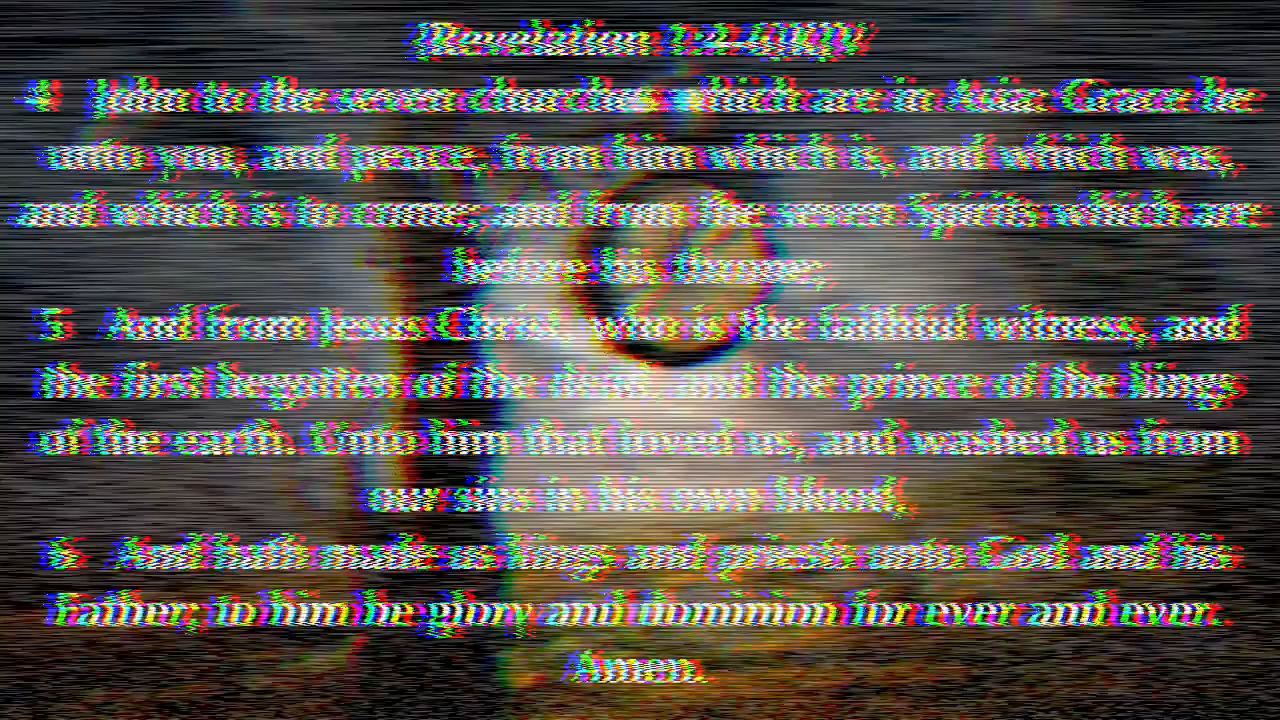 Revelation
4 John to the seven churches which are in Asia: Grace be
unto you, and peace, from him which is, and which was,
and which is to come; and from the seven Spirits which are
before his throne;
5 And from Jesus Christ, who is the faithful witness, and
the first begotten of the dead, and the prince of the kings
of the earth. Unto him that loved us, and washed us from
our sins in his own blood,
6 And hath made us kings and priests unto God and his
Father; to him be glory and dominion for ever and ever.
Amen.